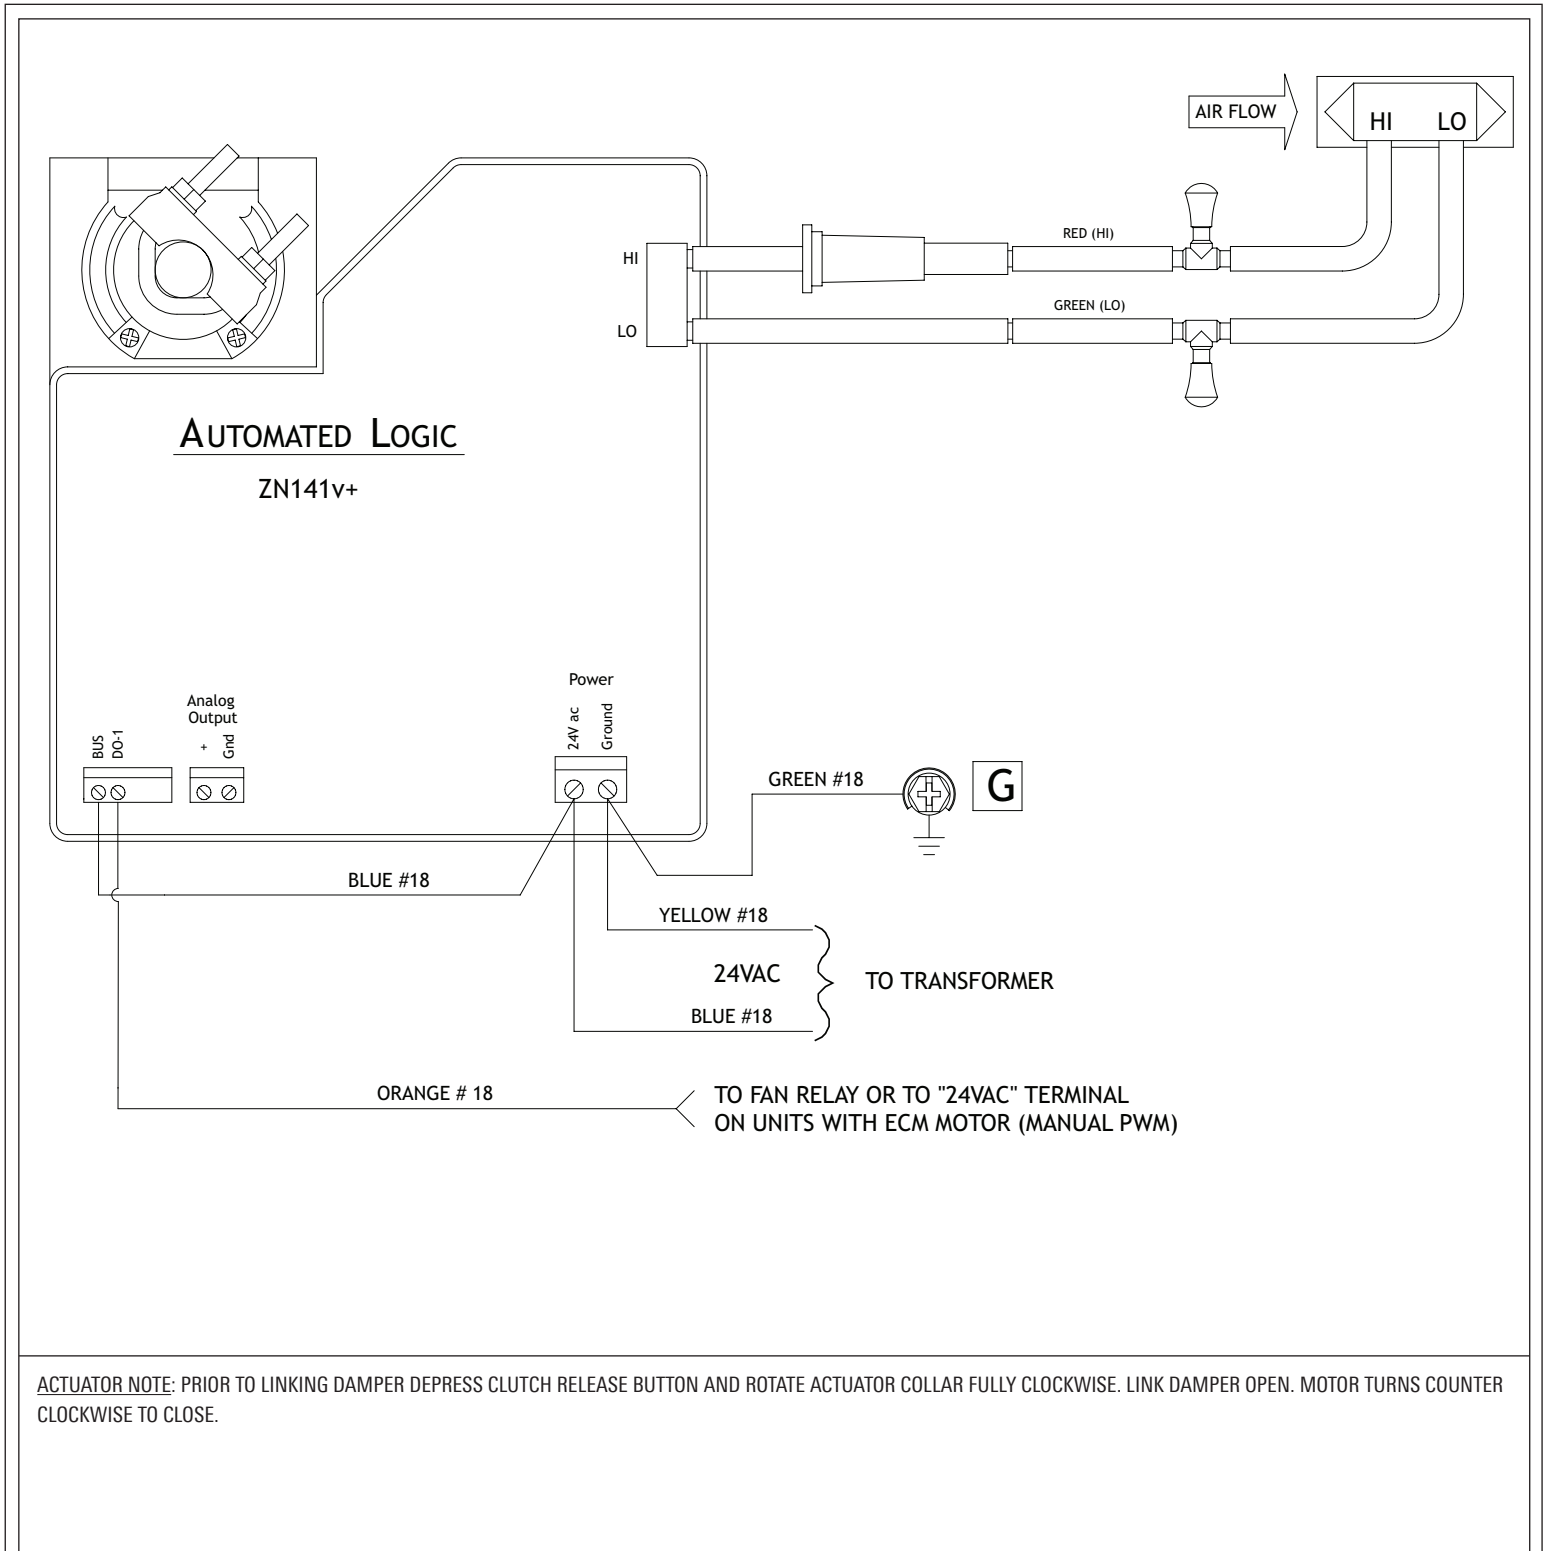 AIR FLOW
HI LO
RED (HI)
HI
GREEN (LO)
LO
AUTOMATED LOGIC
ZN141v+
Power
24V ac
Ground
Analog
Output
BUS
DO-1
+
Gnd
GREEN #18
G
BLUE #18
YELLOW #18
24VAC
TO TRANSFORMER
BLUE #18
ORANGE # 18
TO FAN RELAY OR TO "24VAC" TERMINAL
ON UNITS WITH ECM MOTOR (MANUAL PWM)
ACTUATOR NOTE: PRIOR TO LINKING DAMPER DEPRESS CLUTCH RELEASE BUTTON AND ROTATE ACTUATOR COLLAR FULLY CLOCKWISE. LINK DAMPER OPEN. MOTOR TURNS COUNTER
CLOCKWISE TO CLOSE.